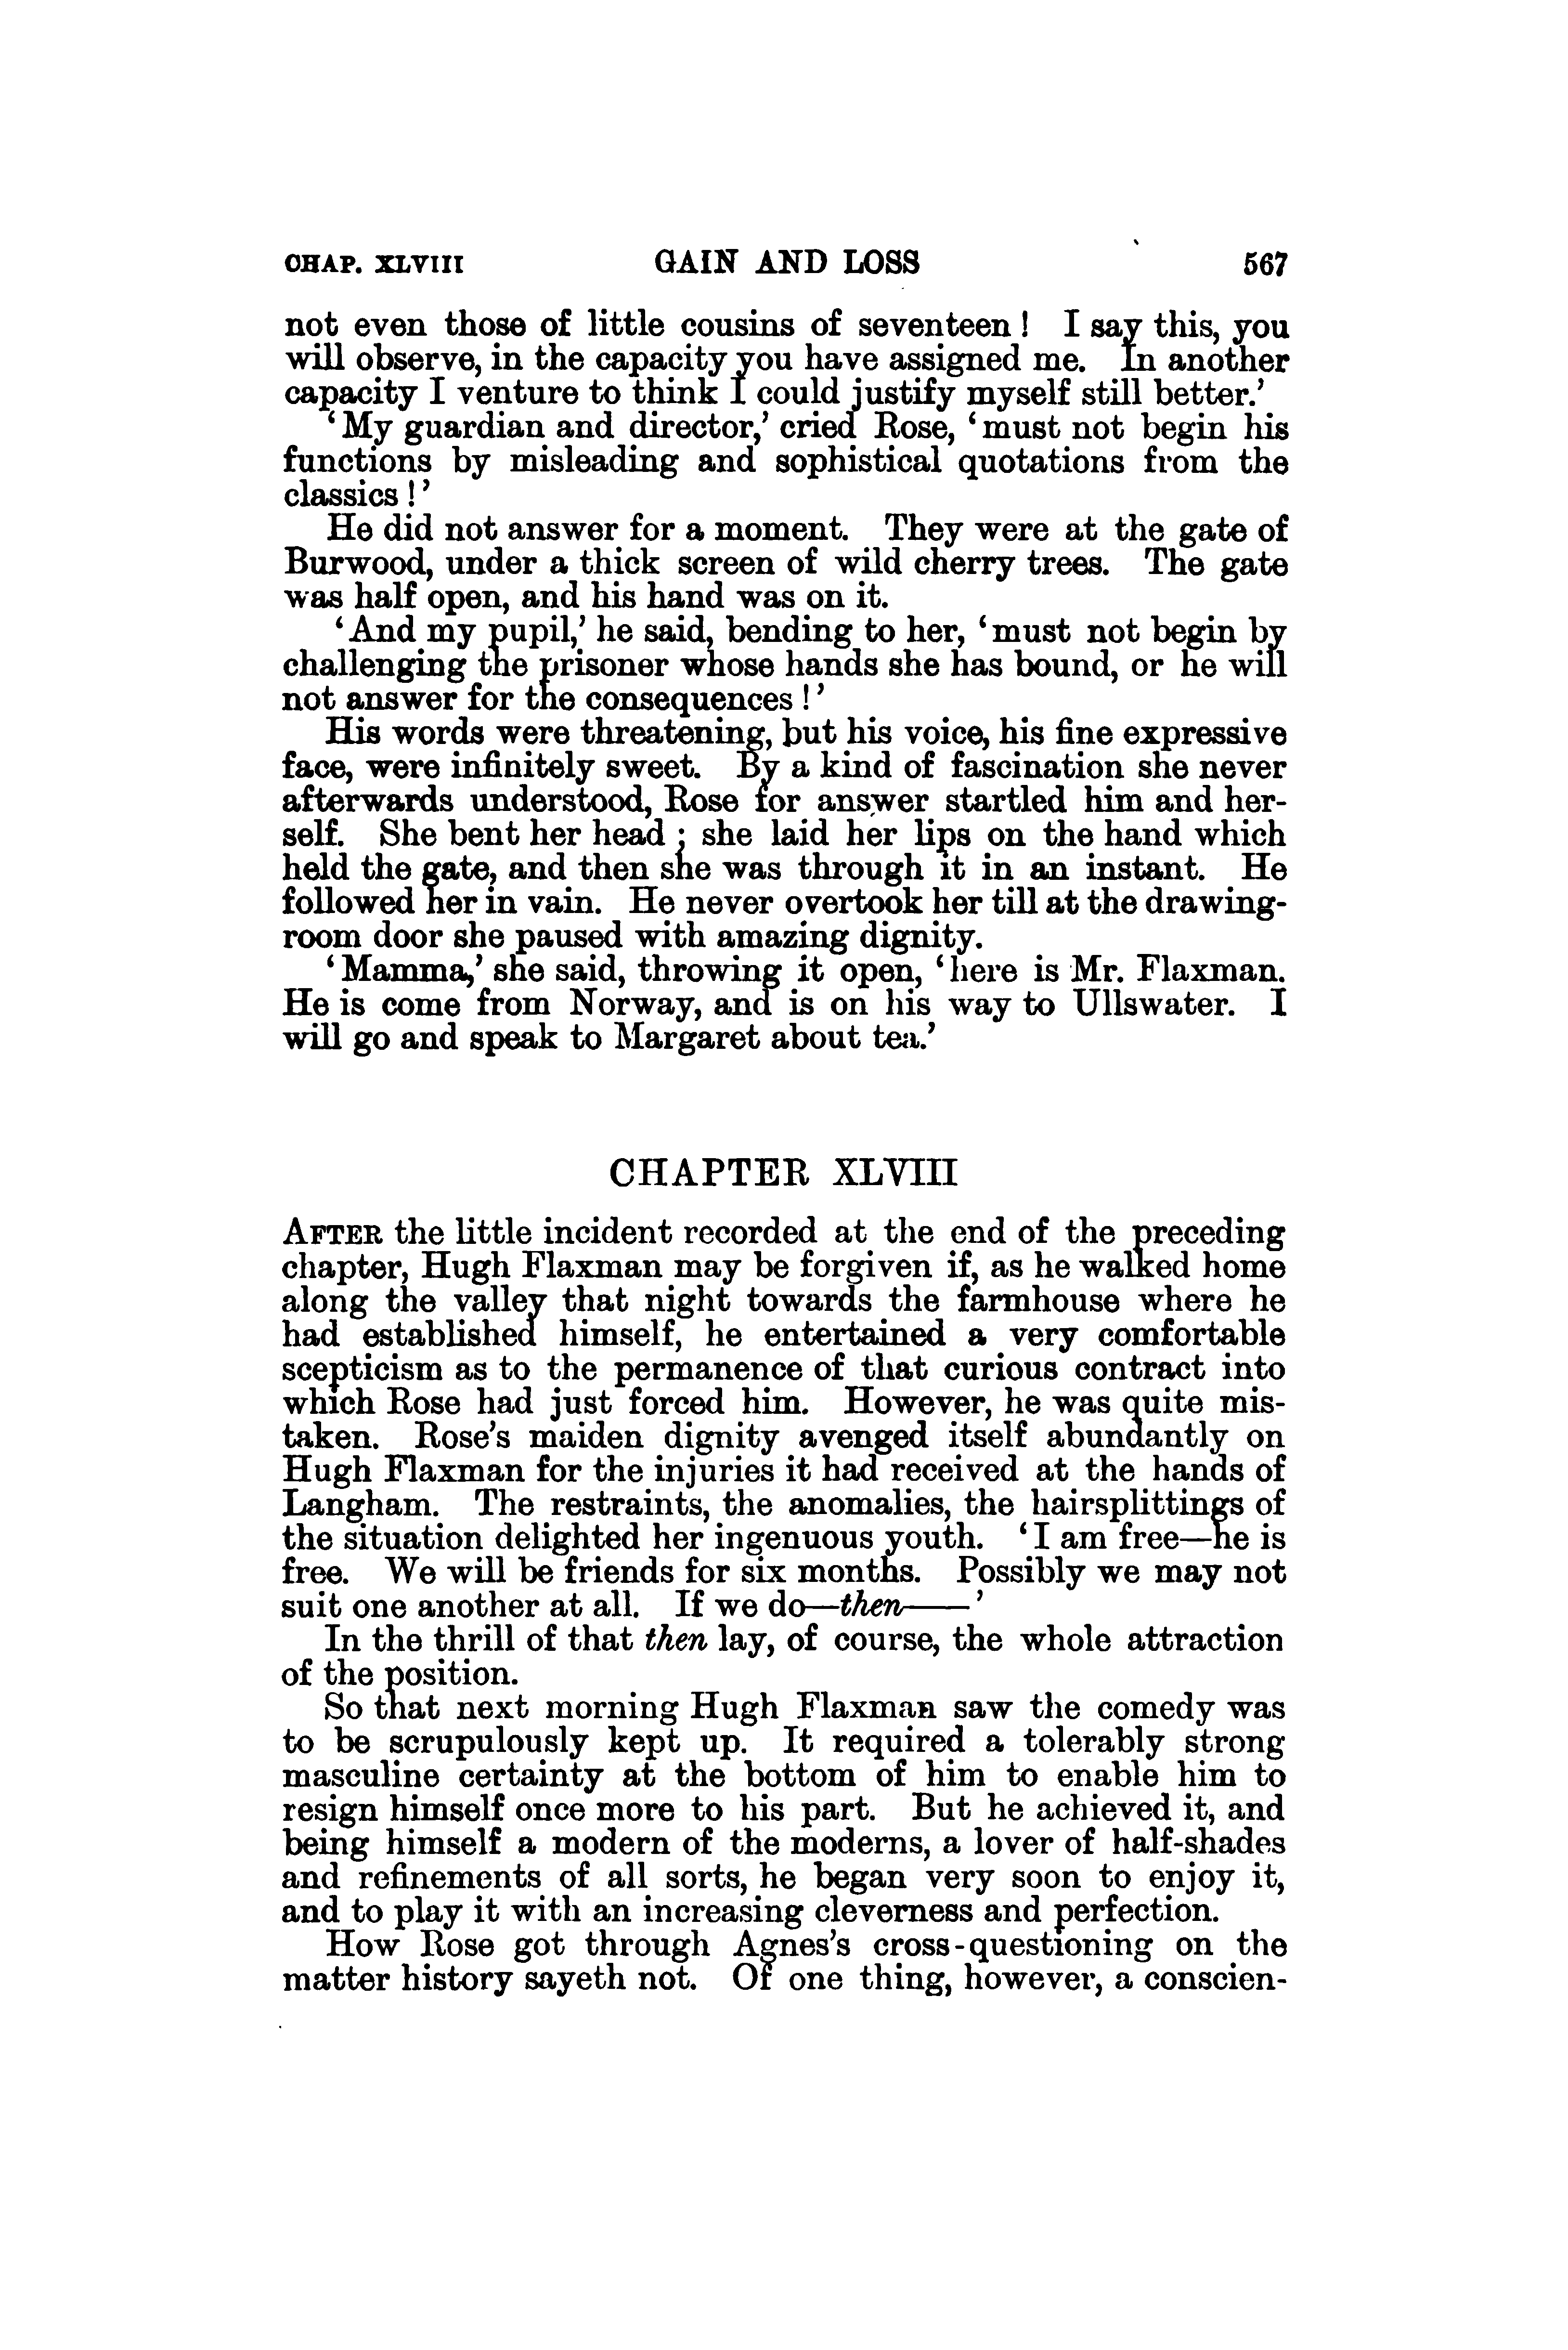 CHAP. XLVIII GAIN AND LOSS 567
not even those of little cousins of seventeen! I say this, you
will observe, in the capacity you have assigned me. In another
capacity I venture to think I could justify myself still better.’
‘My guardian and director,’ cried Rose, ‘must not begin his
functions by misleading and sophistical quotations from the
classics!’
He did not answer for a moment. They were at the gate of
Burwood, under a thick screen of wild cherry trees. The gate
was half open, and his hand was on it.
‘And my pupil,’ he said, bending to her, ‘must not begin by
challenging the prisoner whose hands she has bound, or he will
not answer for the consequences!’
His words were threatening, but his voice, his fine expressive
face, were infinitely sweet. By a kind of fascination she never
afterwards understood, Rose for answer startled him and her-
self. She bent her head; she laid her lips on the hand which
held the gate, and then she was through it in an instant. He
followed her in vain. He never overtook her till at the drawing-
room door she paused with amazing dignity.
‘Mamma,’ she said, throwing it open, ‘here is Mr. Flaxman.
He is come from Norway, and is on his way to Ullswater. I
will go and speak to Margaret about tea.’
CHAPTER XLVIII
AFTER the little incident recorded at the end of the preceding
chapter, Hugh Flaxman may be forgiven if, as he walked home
along the valley that night towards the farmhouse where he
had established himself, he entertained a very comfortable
scepticism as to the permanence of that curious contract into
which Rose had just forced him. However, he was quite mis-
taken. Rose’s maiden dignity avenged itself abundantly on
Hugh Flaxman for the injuries it had received at the hands of
Langham. The restraints, the anomalies, the hairsplittings of
the situation delighted her ingenuous youth. ‘I am free—he is
free. We will be friends for six months. Possibly we may not
suit one another at all. If we do—then——’
In the thrill of that then lay, of course, the whole attraction
of the position.
So that next morning Hugh Flaxman saw the comedy was
to be scrupulously kept up. It required a tolerably strong
masculine certainty at the bottom of him to enable him to
resign himself once more to his part. But he achieved it, and
being himself a modern of the moderns, a lover of half-shades
and refinements of all sorts, he began very soon to enjoy it,
and to play it with an increasing cleverness and perfection.
How Rose got through Agnes’s cross-questioning on the
matter history sayeth not. Of one thing, however, a conscien-